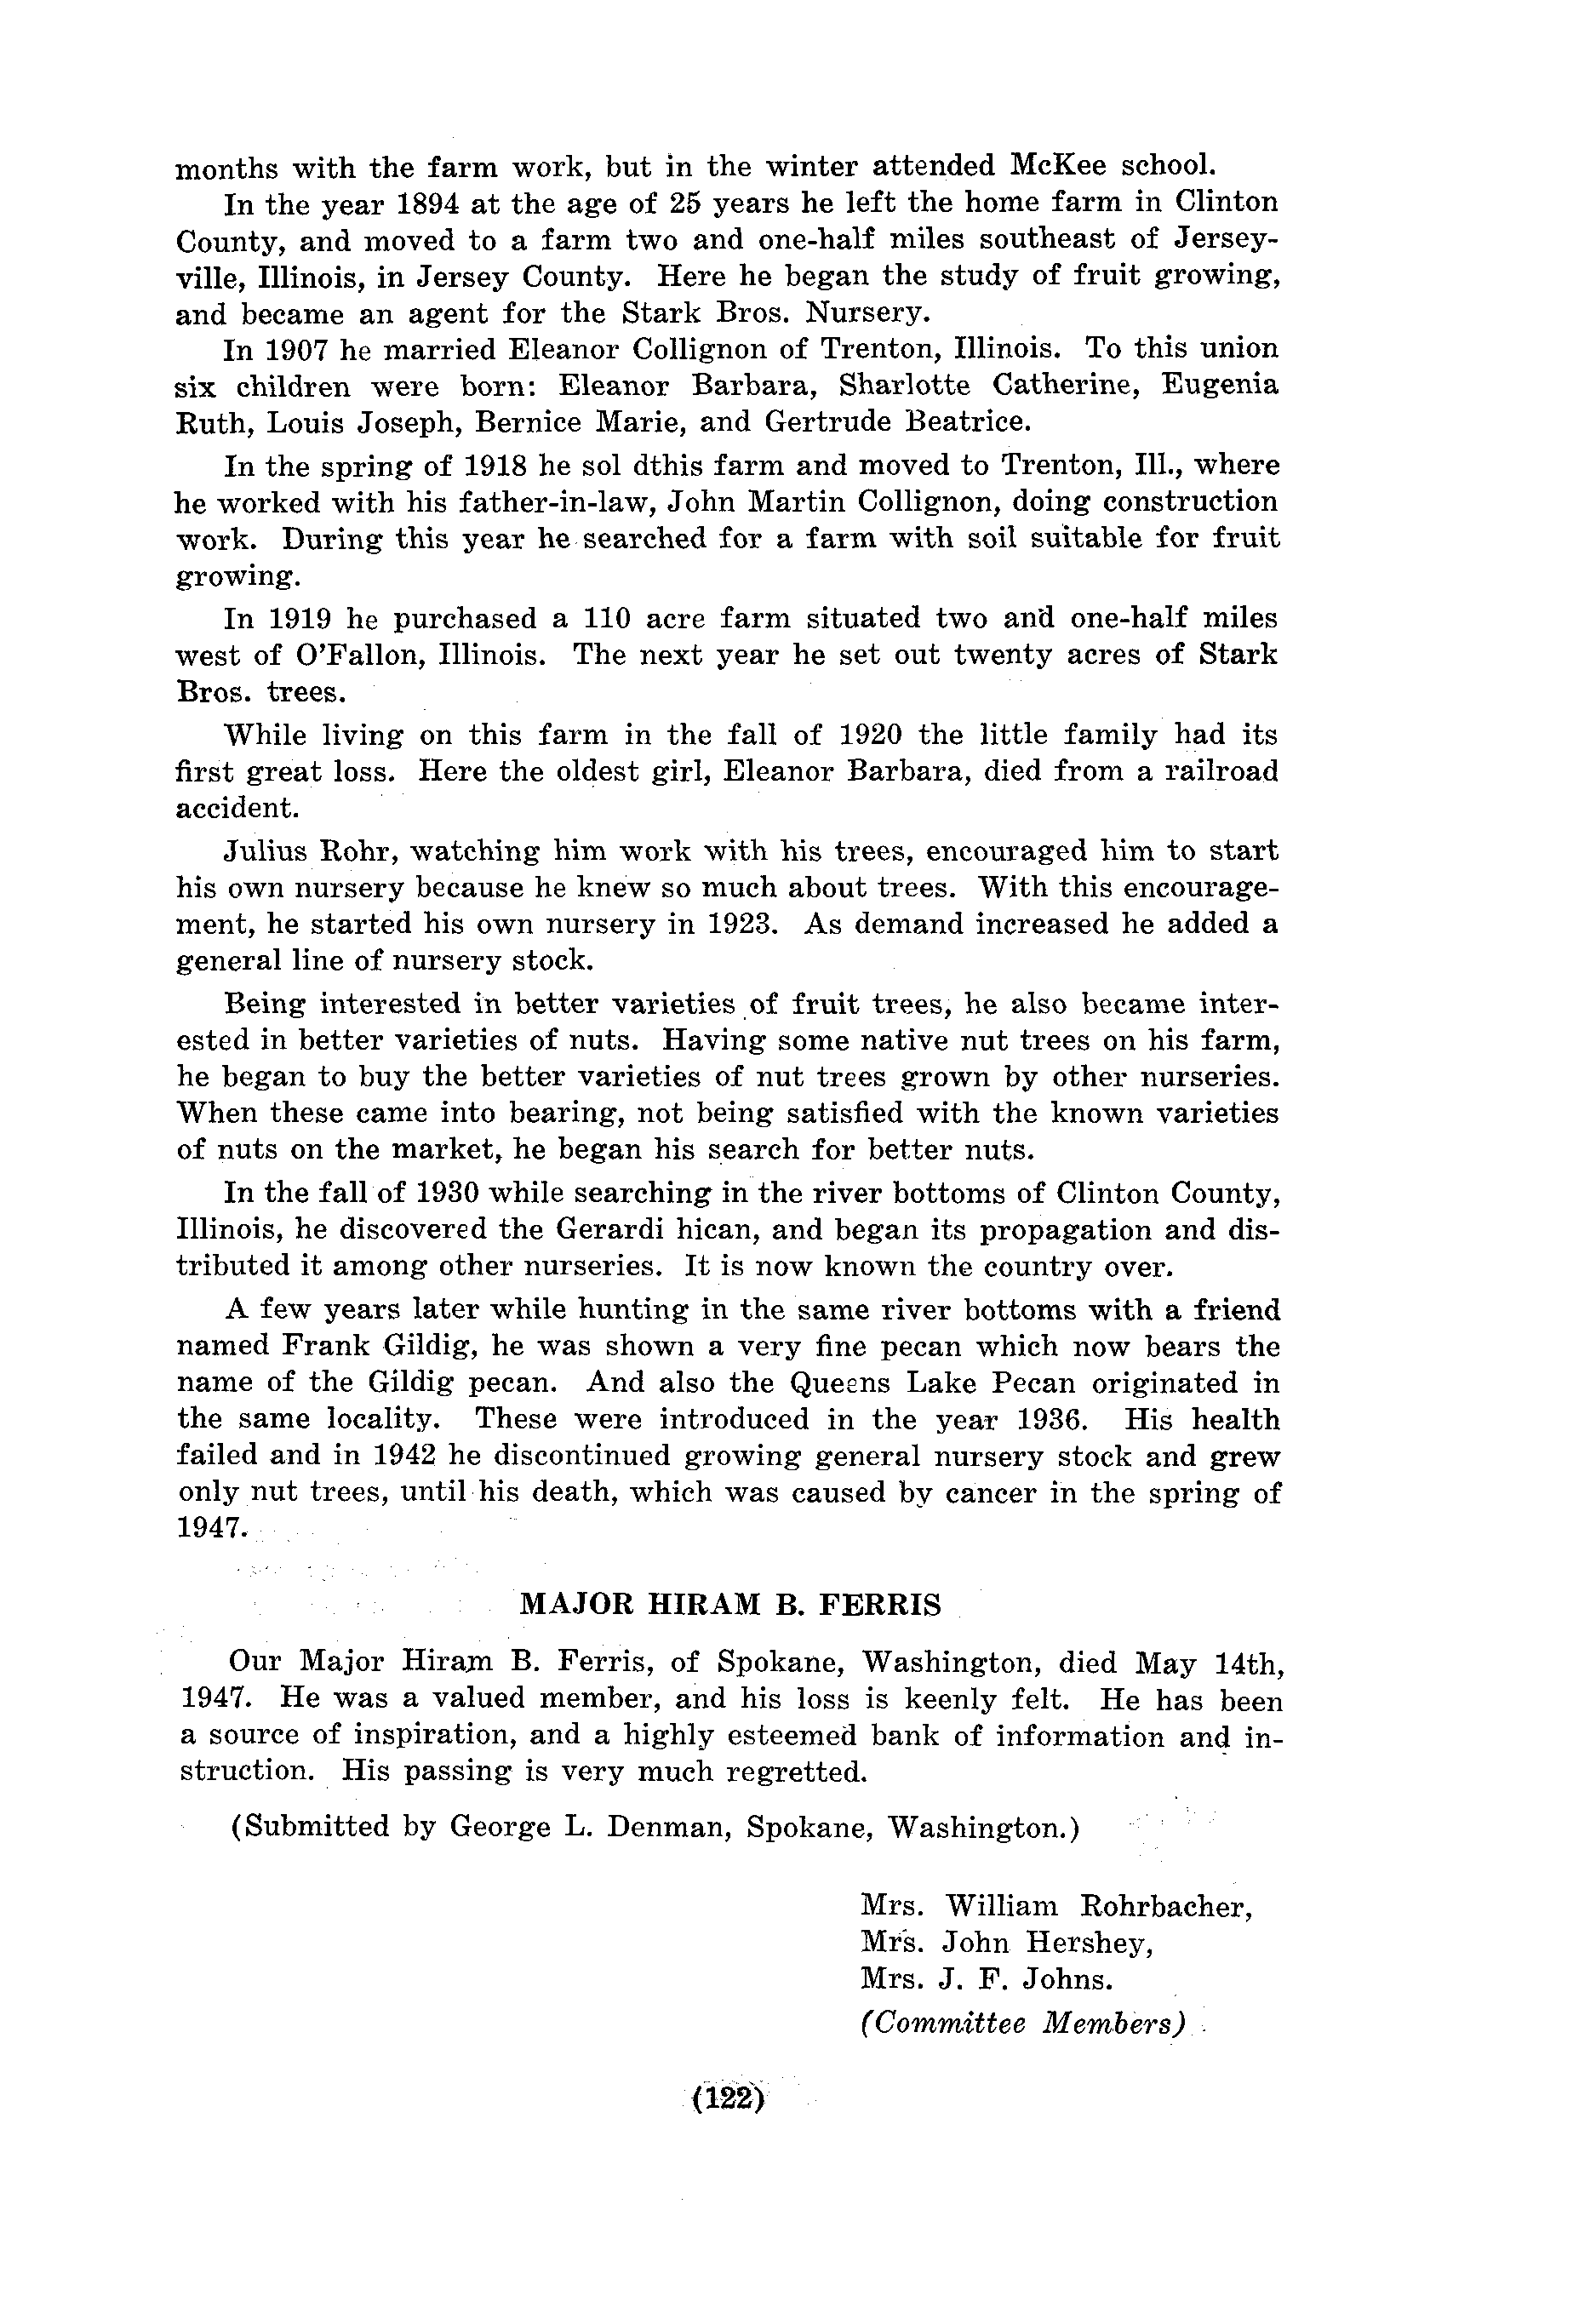 months with the farm work, but in the winter attended McKee school.
In the year 1894 at the age of 25 years he left the home farm in Clinton
County, and moved to a farm two and one-half miles southeast of Jersey-
ville, Illinois, in Jersey County. Here he began the study of fruit growing,
and became an agent for the Stark Bros. Nursery.
In 1907 he married Eleanor Collignon of Trenton, Illinois. To this union
six children were born: Eleanor Barbara, Sharlotte Catherine, Eugenia
Ruth, Louis Joseph, Bernice Marie, and Gertrude Beatrice.
In the spring of 1918 he sol dthis farm and moved to Trenton, Ill., where
he worked with his father-in-law, John Martin Collignon, doing construction
work. During this year he searched for a farm with soil suitable for fruit
growing.
In 1919 he purchased a 110 acre farm situated two and one-half miles
west of O'Fallon, Illinois. The next year he set out twenty acres of Stark
Bros. trees.
While living on this farm in the fall of 1920 the little family had its
first great loss. Here the oldest girl, Eleanor Barbara, died from a railroad
accident.
Julius Rohr, watching him work with his trees, encouraged him to start
his own nursery because he knew so much about trees. With this encourage-
ment, he started his own nursery in 1923. As demand increased he added a
general line of nursery stock.
Being interested in better varieties of fruit trees, he also became inter-
ested in better varieties of nuts. Having some native nut trees on his farm,
he began to buy the better varieties of nut trees grown by other nurseries.
When these came into bearing, not being satisfied with the known varieties
of nuts on the market, he began his search for better nuts.
In the fall of 1930 while searching in the river bottoms of Clinton County,
Illinois, he discovered the Gerardi hican, and began its propagation and dis-
tributed it among other nurseries. It is now known the country over.
A few years later while hunting in the same river bottoms with a friend
named Frank Gildig, he was shown a very fine pecan which now bears the
name of the Gildig pecan. And also the Queens Lake Pecan originated in
the same locality. These were introduced in the year 1936. His health
failed and in 1942 he discontinued growing general nursery stock and grew
only nut trees, until his death, which was caused by cancer in the spring of
1947.
MAJOR HIRAM B. FERRIS
Our Major Hiram B. Ferris, of Spokane, Washington, died May 14th,
1947. He was a valued member, and his loss is keenly felt. He has been
a source of inspiration, and a highly esteemed bank of information and in-
struction. His passing is very much regretted.
(Submitted by George L. Denman, Spokane, Washington.)
Mrs. William Rohrbacher,
Mrs. John Hershey,
Mrs. J. F. Johns.
(Committee Members)
(122)